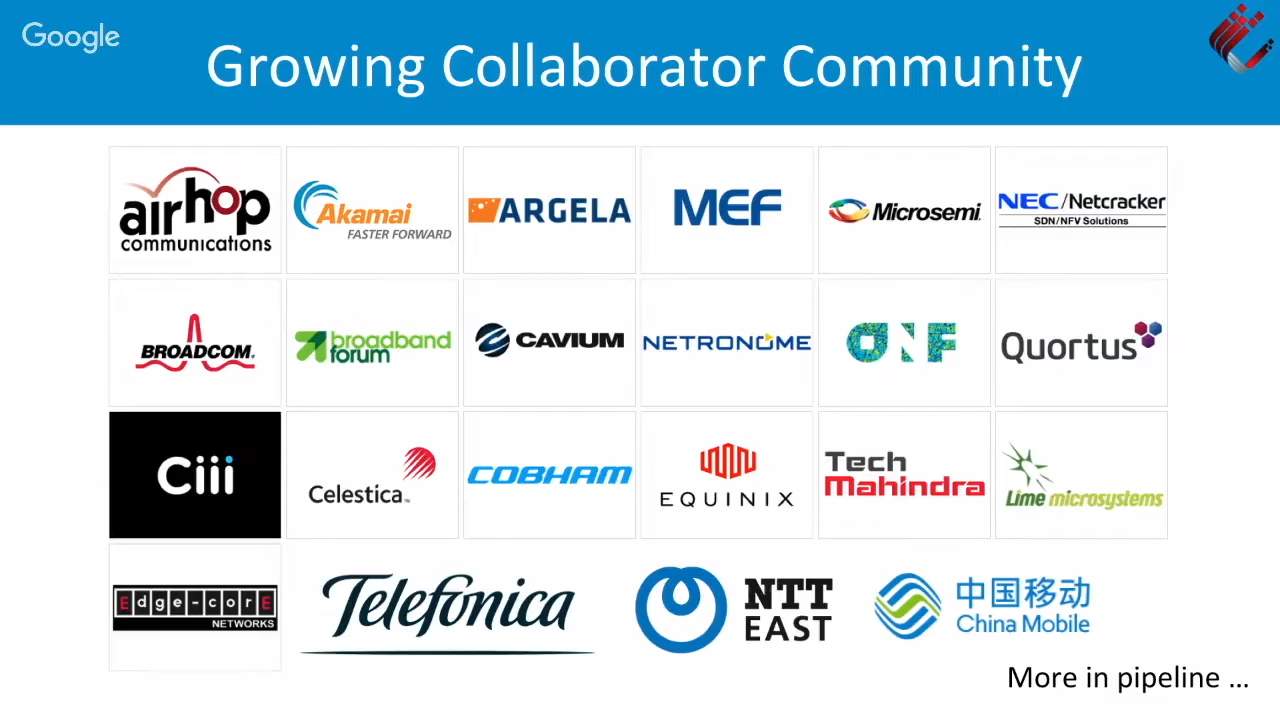 Google
Growing Collaborator Community
airhop
communications
Akamai
FASTER FORWARD
ARGELA
MEF
Microsemi
NEC/Netcracker
SDN/NFV Solutions
BROADCOM®
broadband
forum
CAVIUM
NETRONOME
ONF
Quortus
Ciii
Celestica™
COBHAM
EQUINIX
Tech
Mahindra
Lime microsystems
Edge-corE
NETWORKS
Telefónica
NTT
EAST
中国移动
China Mobile
More in pipeline ...